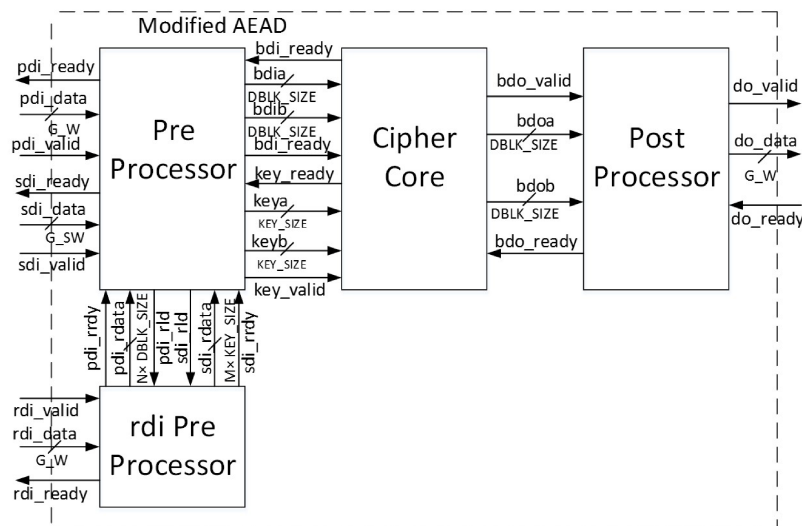 Modified AEAD
pdi_ready
pdi_data
G_W
pdi_valid
sdi_ready
sdi_data
G_SW
sdi_valid
Pre
Processor
bdi_ready
bdia
DBLK_SIZE
bdib
DBLK_SIZE
bdi_ready
key_ready
keya
KEY_SIZE
keyb
KEY_SIZE
key_valid
Cipher
Core
bdo_valid
bdoa
DBLK_SIZE
bdob
DBLK_SIZE
bdo_ready
Post
Processor
do_valid
do_data
G_W
do_ready
pdi_rrdy
pdi_rdata
N× DBLK_SIZE
pdi_rld
sdi_rld
sdi_rdata
M× KEY_SIZE
sdi_rrdy
rdi_valid
rdi_data
G_W
rdi_ready
rdi Pre
Processor